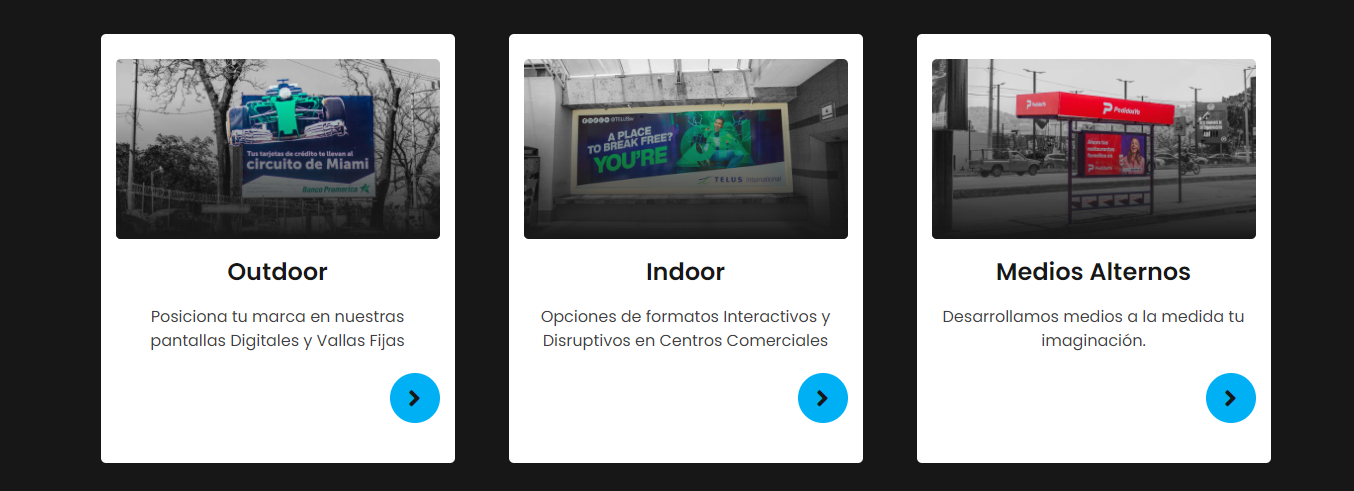 Tus tarjetas de crédito te llevan al
circuito de Miami
Banco Promerica
A PLACE
TO BREAK FREE?
YOU'RE
TELUS International
PedidosYa
PedidosYa
Outdoor
Posiciona tu marca en nuestras
pantallas Digitales y Vallas Fijas
Indoor
Opciones de formatos Interactivos y
Disruptivos en Centros Comerciales
Medios Alternos
Desarrollamos medios a la medida tu
imaginación.